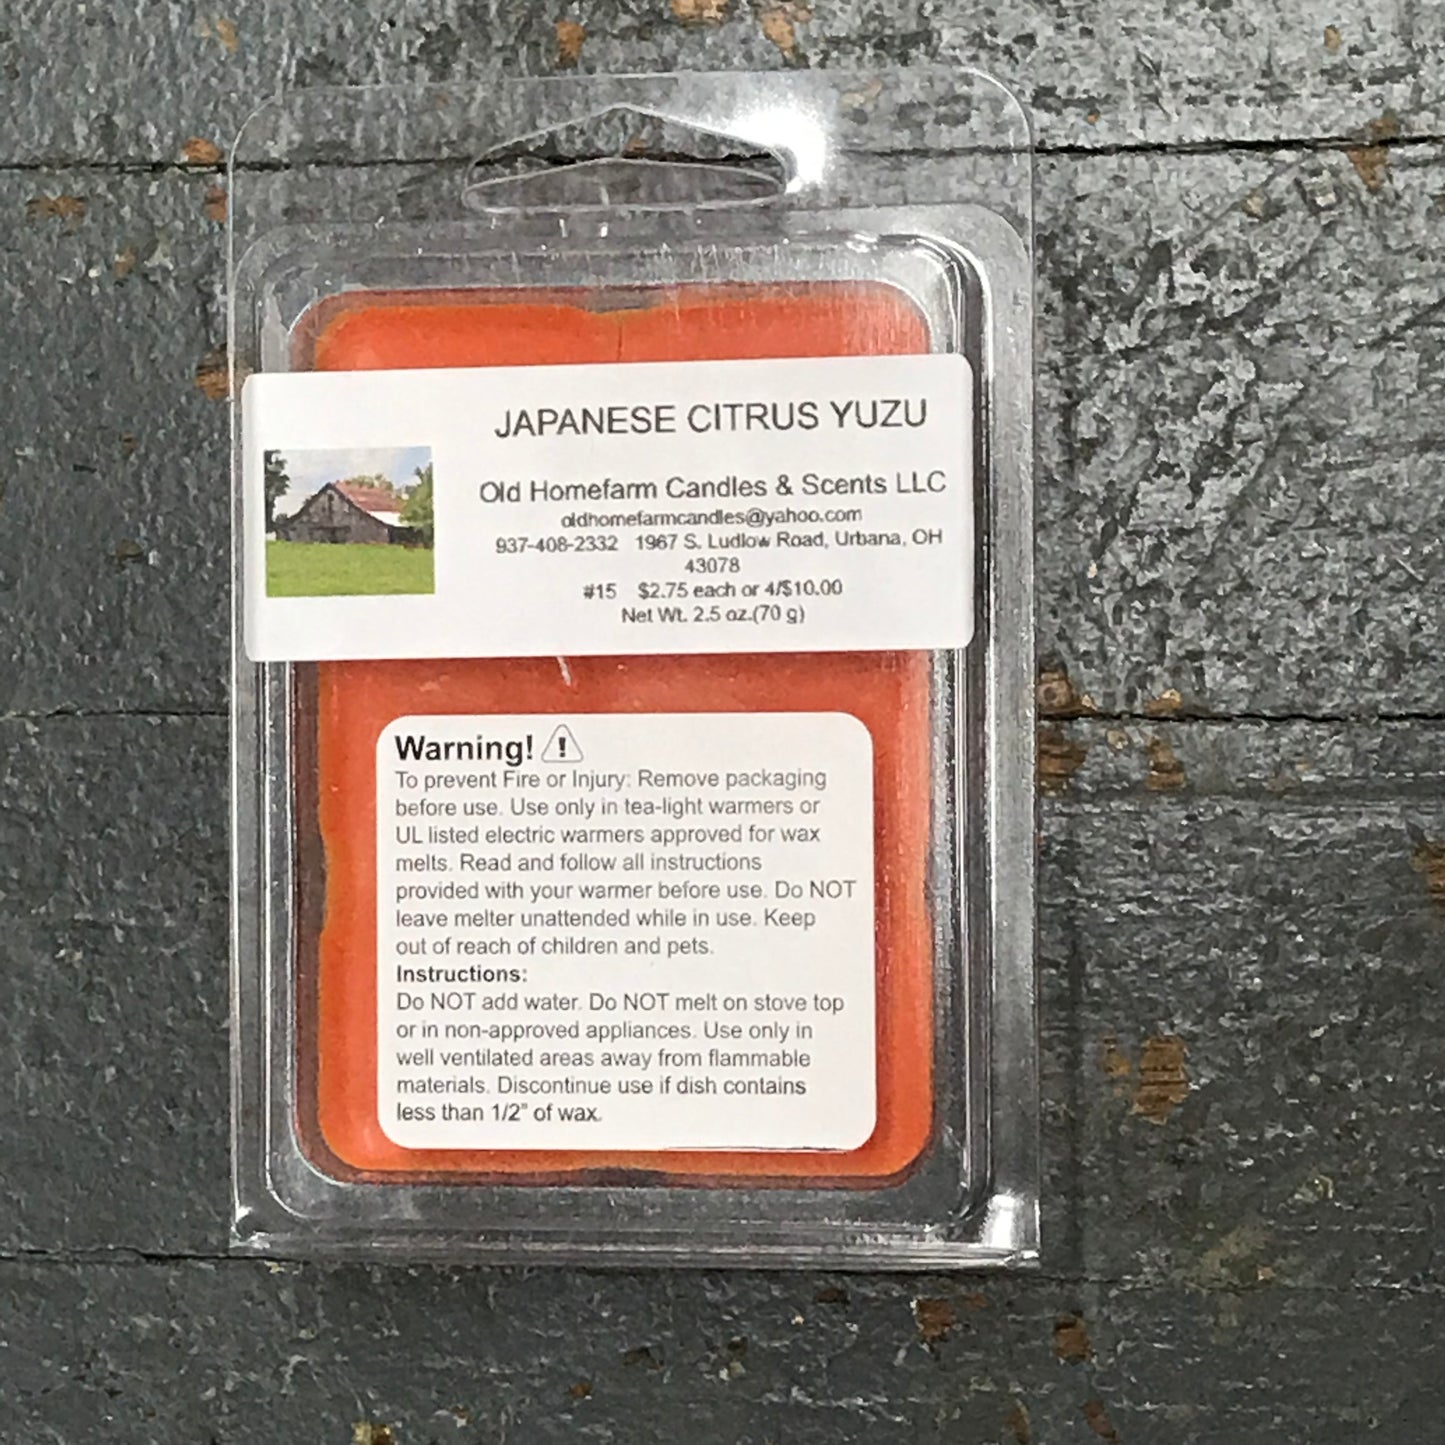 JAPANESE CITRUS YUZU
Old Homefarm Candles & Scents LLC
oldhomefarmcandles@yahoo.com
937-408-2332 1967 S. Ludlow Road, Urbana, OH
43078
#15 $2.75 each or 4/$10.00
Net Wt. 2.5 oz.(70 g)
Warning! !
To prevent Fire or Injury: Remove packaging
before use. Use only in tea-light warmers or
UL listed electric warmers approved for wax
melts. Read and follow all instructions
provided with your warmer before use. Do NOT
leave melter unattended while in use. Keep
out of reach of children and pets.
Instructions:
Do NOT add water. Do NOT melt on stove top
or in non-approved appliances. Use only in
well ventilated areas away from flammable
materials. Discontinue use if dish contains
less than 1/2" of wax.